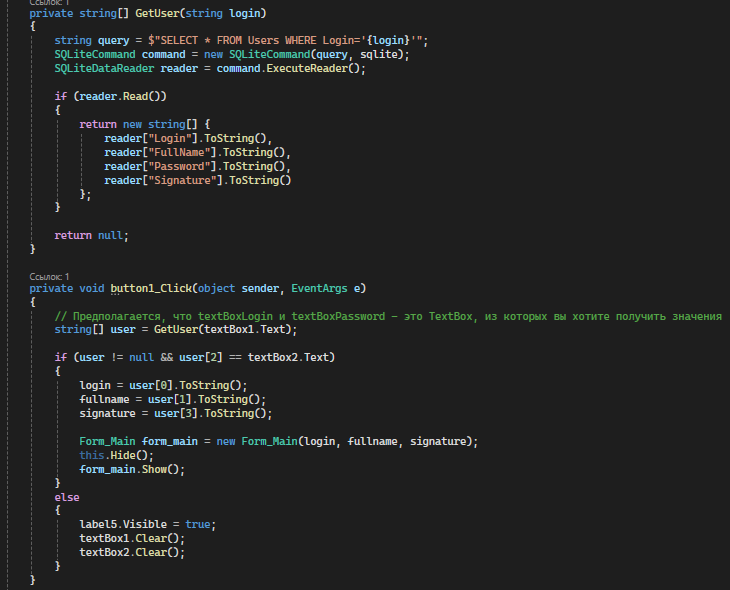 Ссылок: 1
private string[] GetUser(string login)
{
string query = $"SELECT * FROM Users WHERE Login='{login}'";
SQLiteCommand command = new SQLiteCommand(query, sqlite);
SQLiteDataReader reader = command.ExecuteReader();
if (reader.Read())
{
return new string[] {
reader["Login"].ToString(),
reader["FullName"].ToString(),
reader["Password"].ToString(),
reader["Signature"].ToString()
};
}
return null;
}
Ссылок: 1
private void button1_Click(object sender, EventArgs e)
{
// Предполагается, что textBoxLogin и textBoxPassword – это TextBox, из которых вы хотите получить значения
string[] user = GetUser(textBox1.Text);
if (user != null && user[2] == textBox2.Text)
{
login = user[0].ToString();
fullname = user[1].ToString();
signature = user[3].ToString();
Form_Main form_main = new Form_Main(login, fullname, signature);
this.Hide();
form_main.Show();
}
else
{
label5.Visible = true;
textBox1.Clear();
textBox2.Clear();
}
}